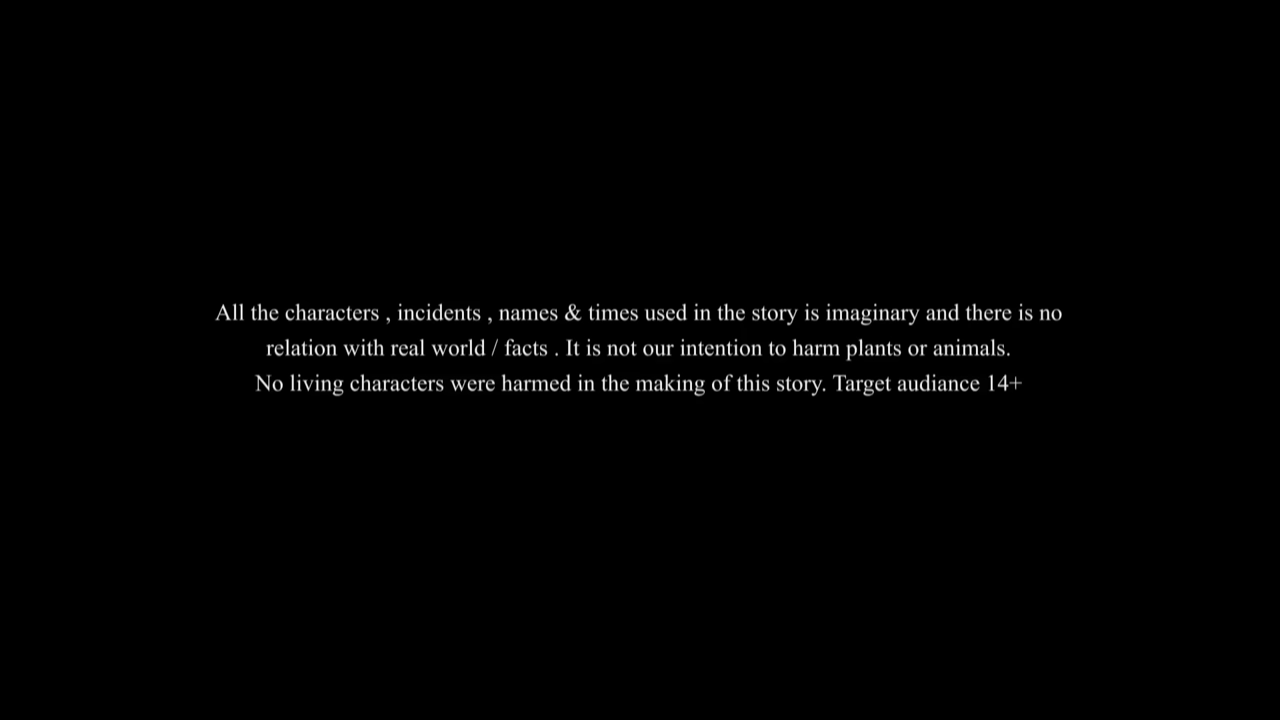 All the characters , incidents , names & times used in the story is imaginary and there is no
relation with real world / facts . It is not our intention to harm plants or animals.
No living characters were harmed in the making of this story. Target audiance 14+